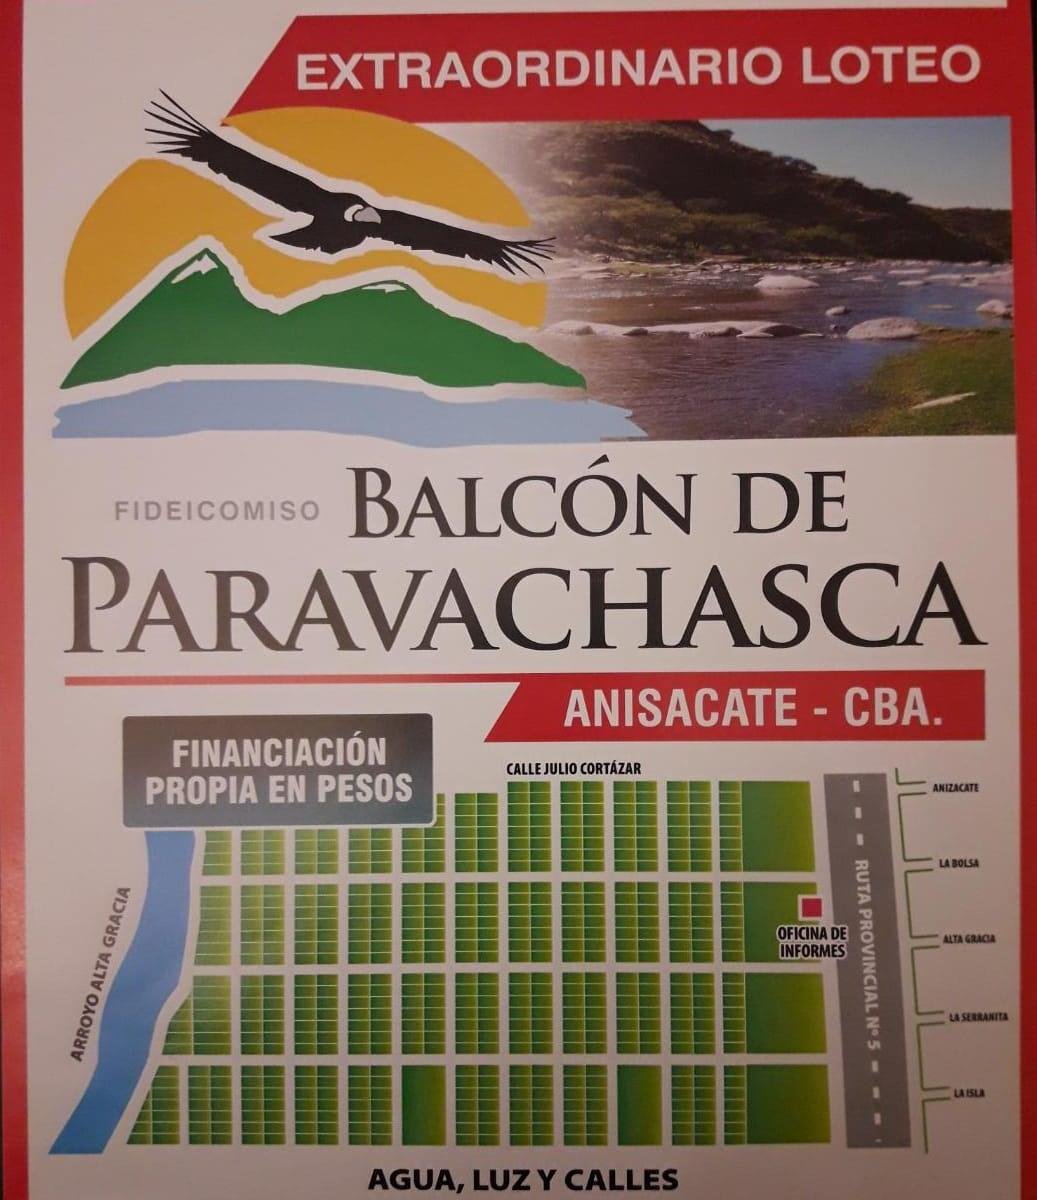 EXTRAORDINARIO LOTEO
FIDEICOMISO BALCÓN DE
PARAVACHASCA
ANISACATE - CBA.
FINANCIACIÓN
PROPIA EN PESOS
CALLE JULIO CORTÁZAR
ANIZACATE
LA BOLSA
ALTA GRACIA
LA SERRANITA
LA ISLA
RUTA PROVINCIAL Nº 5
OFICINA DE
INFORMES
ARROYO ALTA GRACIA
AGUA, LUZ Y CALLES